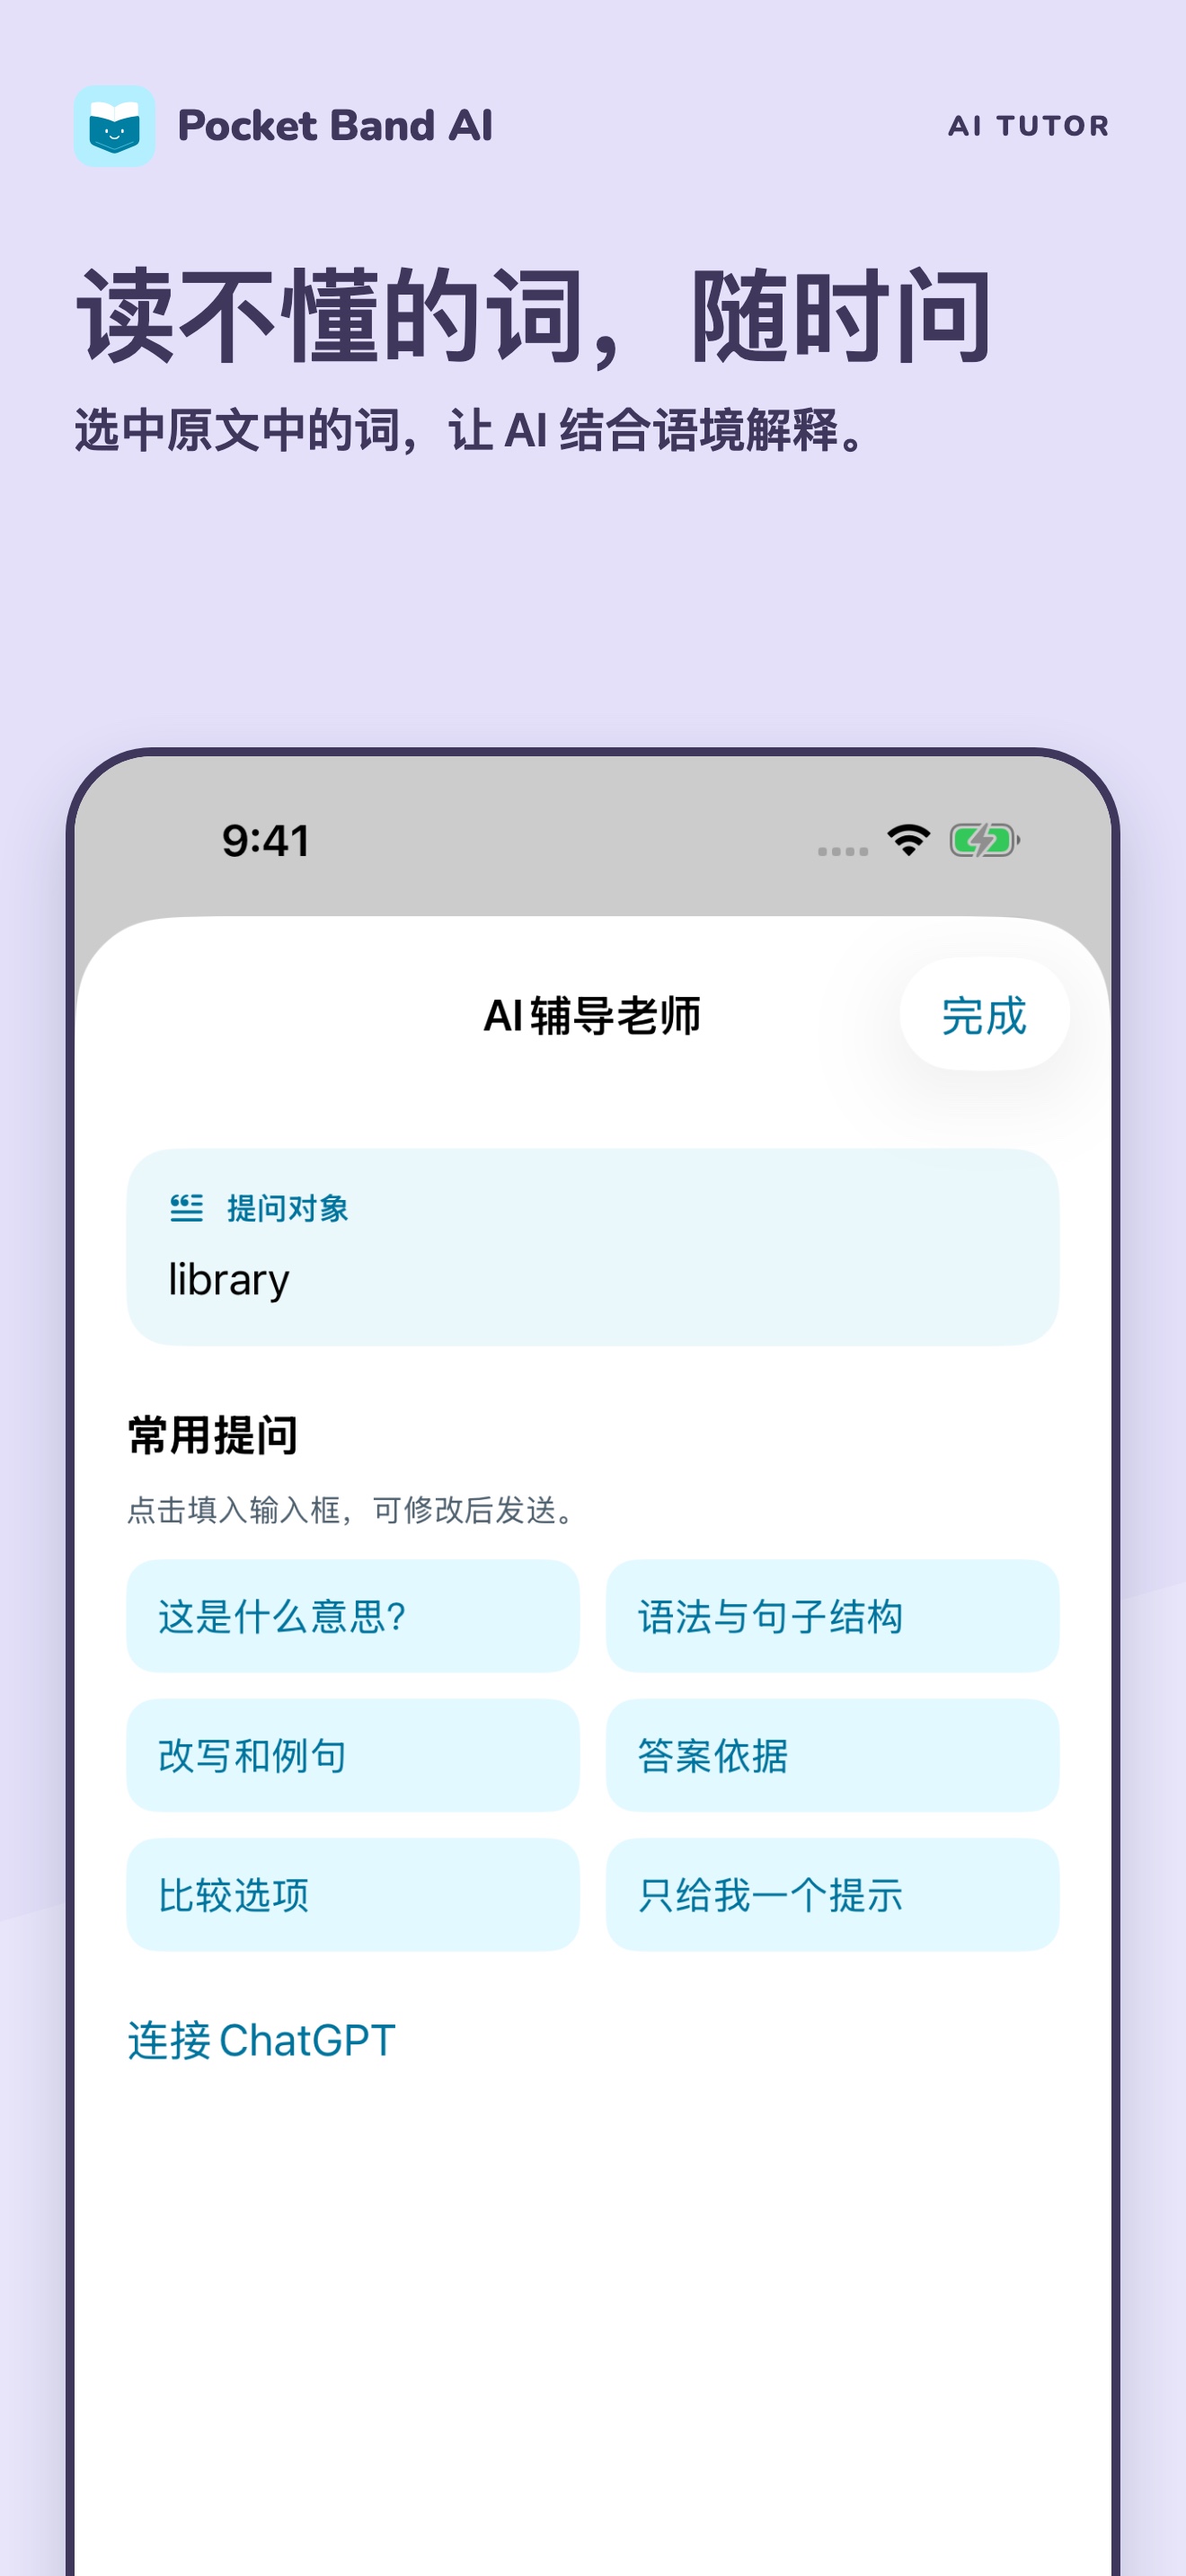 Pocket Band AI
AI TUTOR
读不懂的词，随时问
选中原文中的词，让 AI 结合语境解释。
9:41
AI 辅导老师
完成
提问对象
library
常用提问
点击填入输入框，可修改后发送。
这是什么意思?
语法与句子结构
改写和例句
答案依据
比较选项
只给我一个提示
连接 ChatGPT